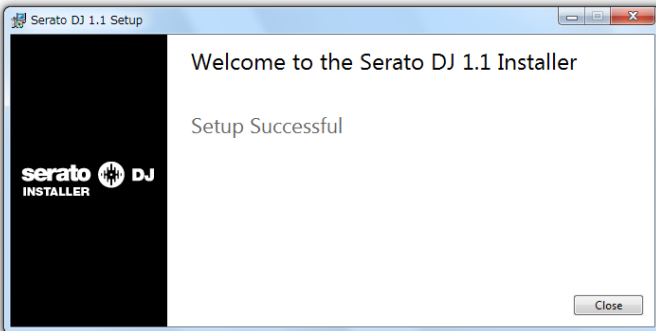 Serato DJ 1.1 Setup
Welcome to the Serato DJ 1.1 Installer
Setup Successful
serato DJ
INSTALLER
Close